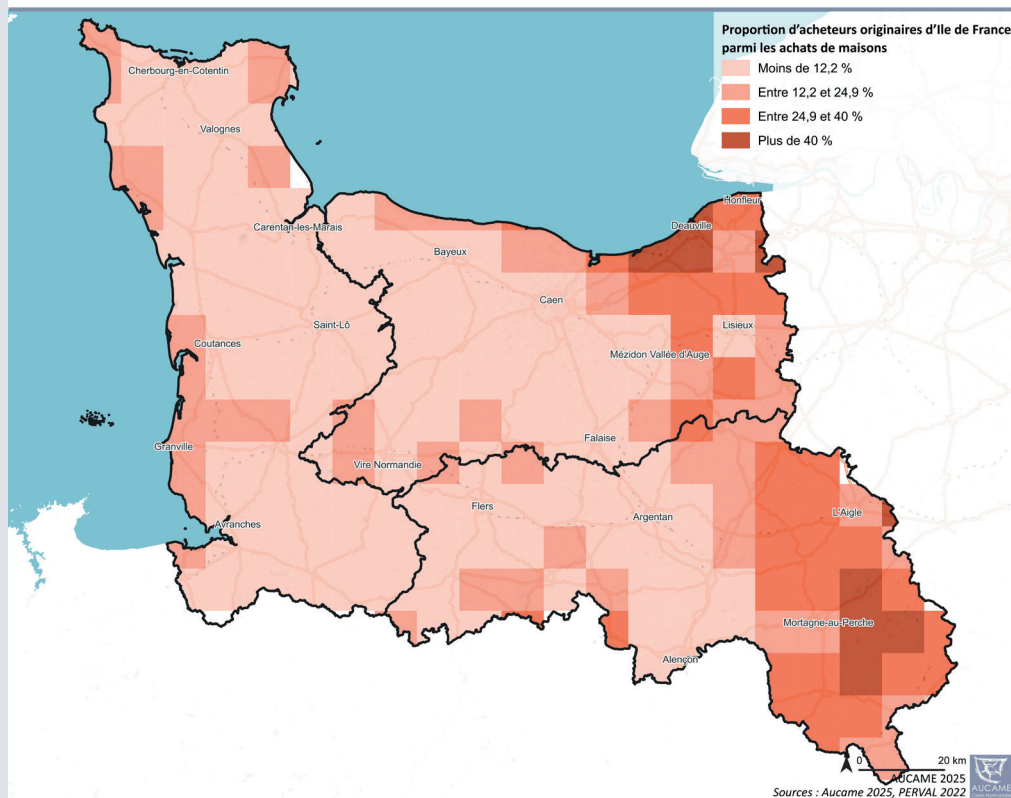 Proportion d'acheteurs originaires d'Ile de France
parmi les achats de maisons
Moins de 12,2 %
Entre 12,2 et 24,9 %
Entre 24,9 et 40 %
Plus de 40 %
Cherbourg-en-Cotentin
Valognes
Carentan-les-Marais
Honfleur
Deauville
Bayeux
Caen
Saint-Lô
Lisieux
Coutances
Mézidon Vallée d'Auge
Granville
Falaise
Vire Normandie
Flers
Argentan
L'Aigle
Avranches
Mortagne-au-Perche
Alençon
0 20 km
AUCAME 2025
Sources : Aucame 2025, PERVAL 2022
AUCAME
Caen Normandie